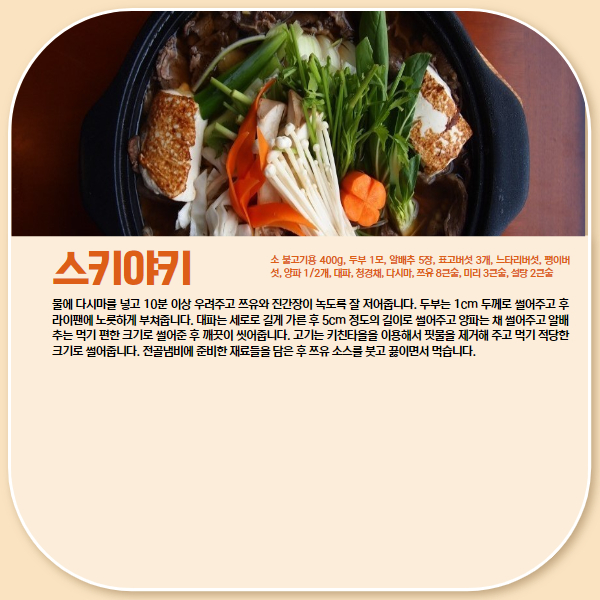 스키야키
소 불고기용 400g, 두부 1모, 알배추 5장, 표고버섯 3개, 느타리버섯, 팽이버
섯, 양파 1/2개, 대파, 청경채, 다시마, 쯔유 8큰술, 미리 3큰술, 설탕 2큰술
물에 다시마를 넣고 10분 이상 우려주고 쯔유와 진간장이 녹도록 잘 저어줍니다. 두부는 1cm 두께로 썰어주고 후
라이팬에 노릇하게 부쳐줍니다. 대파는 세로로 길게 가른 후 5cm 정도의 길이로 썰어주고 양파는 채 썰어주고 알배
추는 먹기 편한 크기로 썰어준 후 깨끗이 씻어줍니다. 고기는 키친타올을 이용해서 핏물을 제거해 주고 먹기 적당한
크기로 썰어줍니다. 전골냄비에 준비한 재료들을 담은 후 쯔유 소스를 붓고 끓이면서 먹습니다.